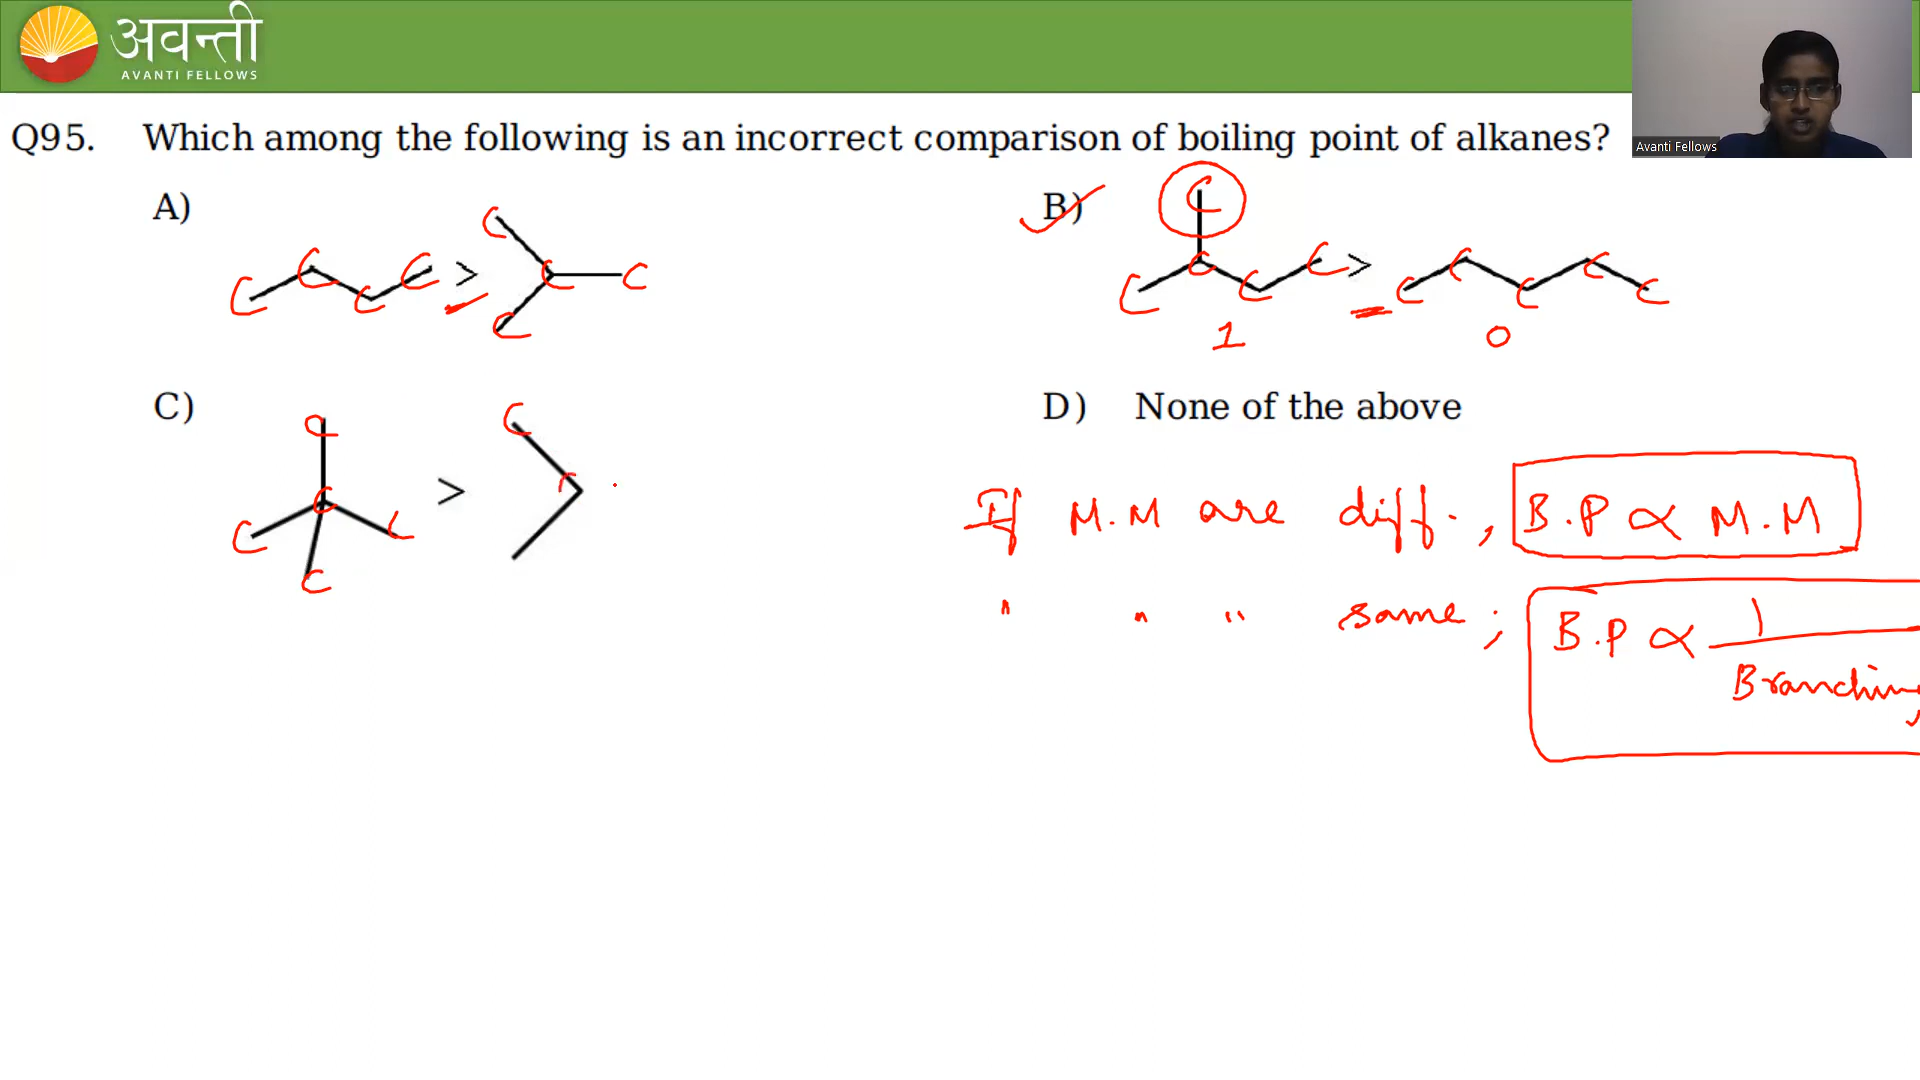 अवन्ती
AVANTI FELLOWS
Avanti Fellows
Q95. Which among the following is an incorrect comparison of boiling point of alkanes?
A)
C C C C > C C C C
B)
C C C C C > C C C C C
1 0
C)
C C C C C > C C
D) None of the above
If M.M are diff., B.P ∝ M.M
" " " same; B.P ∝ 1
Branching